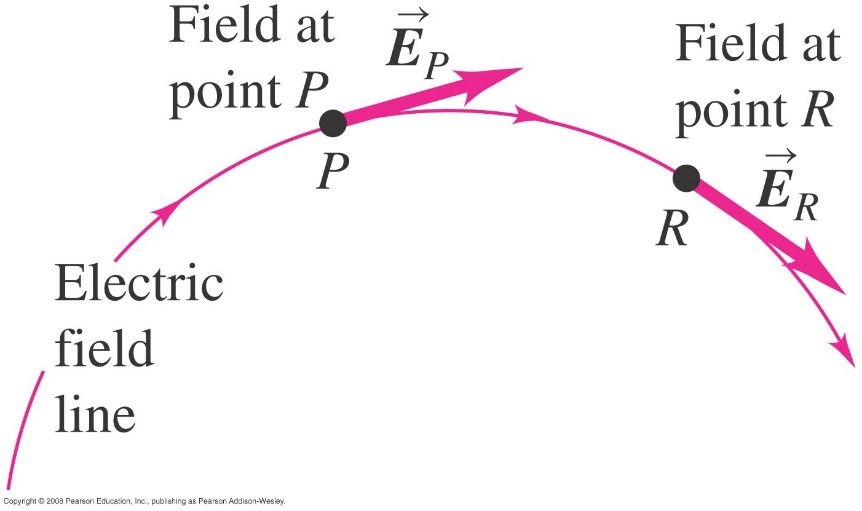 Field at
point P
E⃗P
P
Field at
point R
E⃗R
R
Electric
field
line
Copyright © 2008 Pearson Education, Inc., publishing as Pearson Addison-Wesley.